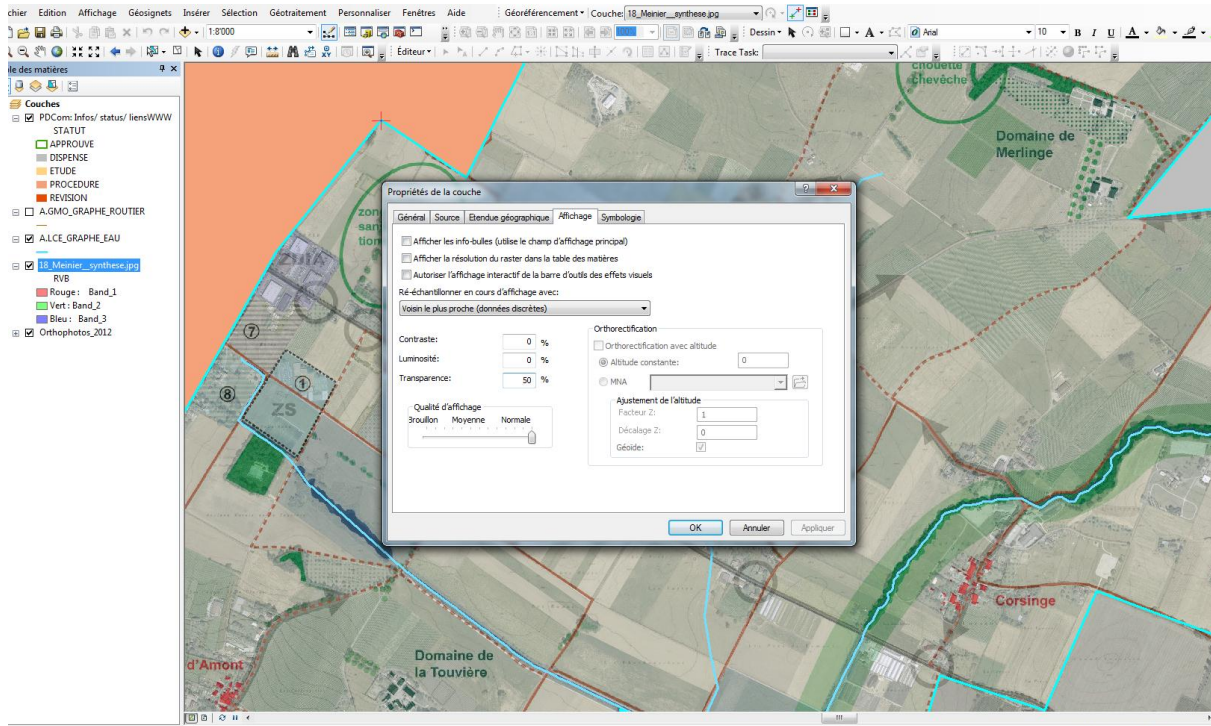 chier Edition Affichage Géosignets Insérer Sélection Géotraitement Personnaliser Fenêtres Aide Géoréférencement Couche: 18_Meinier__synthese.jpg
1:8'000 Dessin A Arial 10 B I U A
Éditeur Trace Task:
le des matières
Couches
PDCom: Infos/ status/ liensWWW
STATUT
APPROUVE
DISPENSE
ETUDE
PROCEDURE
REVISION
A.GMO_GRAPHE_ROUTIER
A.LCE_GRAPHE_EAU
18_Meinier__synthese.jpg
RVB
Rouge : Band_1
Vert : Band_2
Bleu : Band_3
Orthophotos_2012
chouette
chevêche
Domaine de
Merlinge
zon
san
tion
ZIIA
7
8
1
ZS
d'Amont
Domaine de
la Touvière
Corsinge
Propriétés de la couche
Général Source Etendue géographique Affichage Symbologie
Afficher les info-bulles (utilise le champ d'affichage principal)
Afficher la résolution du raster dans la table des matières
Autoriser l'affichage interactif de la barre d'outils des effets visuels
Ré-échantillonner en cours d'affichage avec:
Voisin le plus proche (données discrètes)
Contraste: 0 %
Luminosité: 0 %
Transparence: 50 %
Qualité d'affichage
Brouillon Moyenne Normale
Orthorectification
Orthorectification avec altitude
Altitude constante: 0
MNA
Ajustement de l'altitude
Facteur Z: 1
Décalage Z: 0
Géoïde:
OK Annuler Appliquer